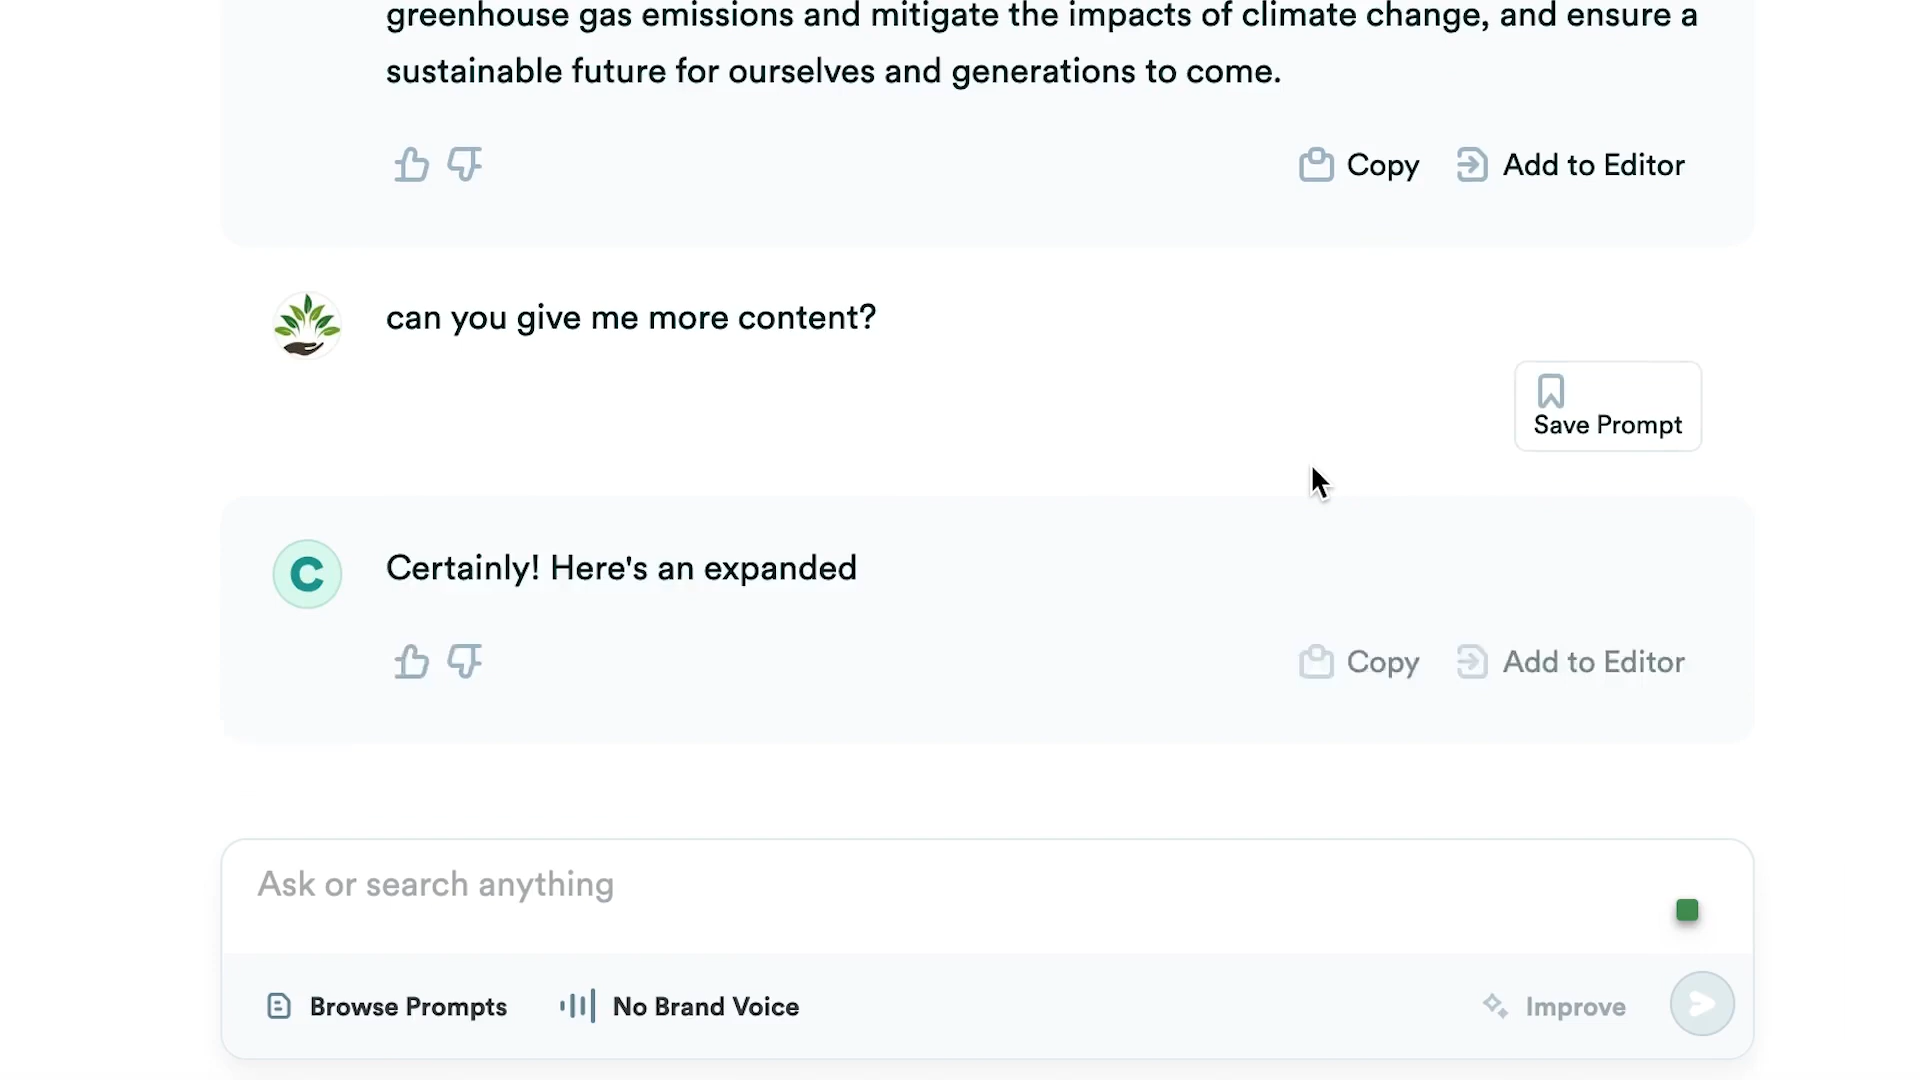 greenhouse gas emissions and mitigate the impacts of climate change, and ensure a
sustainable future for ourselves and generations to come.
Copy
Add to Editor
can you give me more content?
Save Prompt
C
Certainly! Here's an expanded
Copy
Add to Editor
Ask or search anything
Browse Prompts
No Brand Voice
Improve